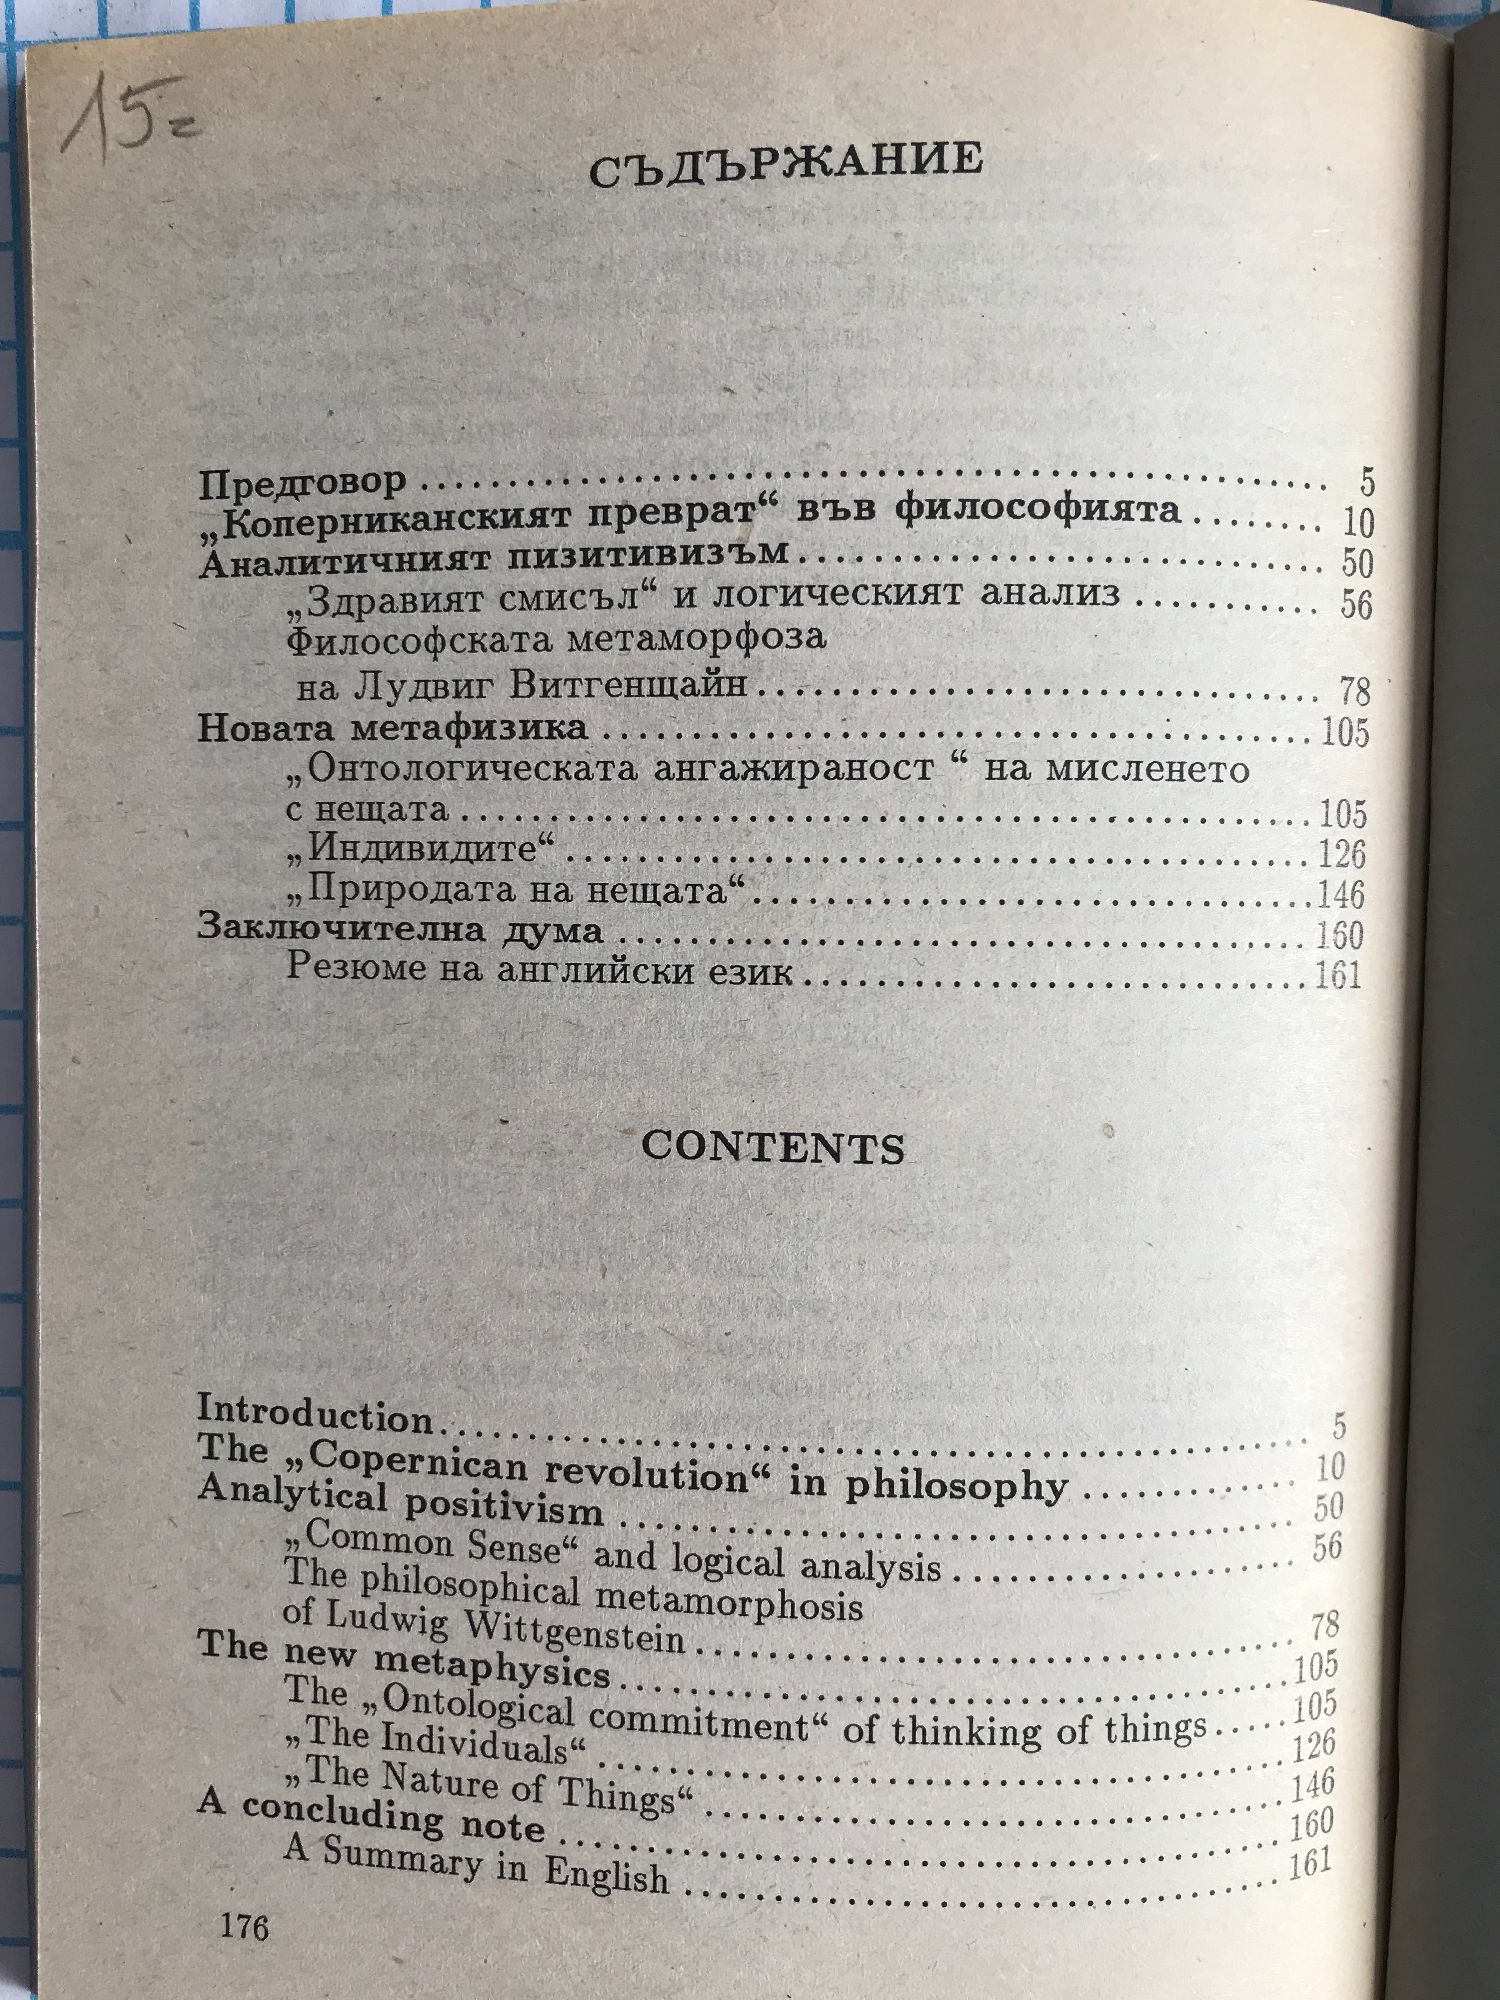 15=
СЪДЪРЖАНИЕ
Предговор ........ 5
„Коперниканският преврат“ във философията ........ 10
Аналитичният пизитивизъм ........ 50
„Здравият смисъл“ и логическият анализ ........ 56
Философската метаморфоза
на Лудвиг Витгенщайн ........ 78
Новата метафизика ........ 105
„Онтологическата ангажираност “ на мисленето
с нещата ........ 105
„Индивидите“ ........ 126
„Природата на нещата“ ........ 146
Заключителна дума ........ 160
Резюме на английски език ........ 161
CONTENTS
Introduction ........ 5
The „Copernican revolution“ in philosophy ........ 10
Analytical positivism ........ 50
„Common Sense“ and logical analysis ........ 56
The philosophical metamorphosis
of Ludwig Wittgenstein ........ 78
The new metaphysics ........ 105
The „Ontological commitment“ of thinking of things ..... 105
„The Individuals“ ........ 126
„The Nature of Things“ ........ 146
A concluding note ........ 160
A Summary in English ........ 161
176